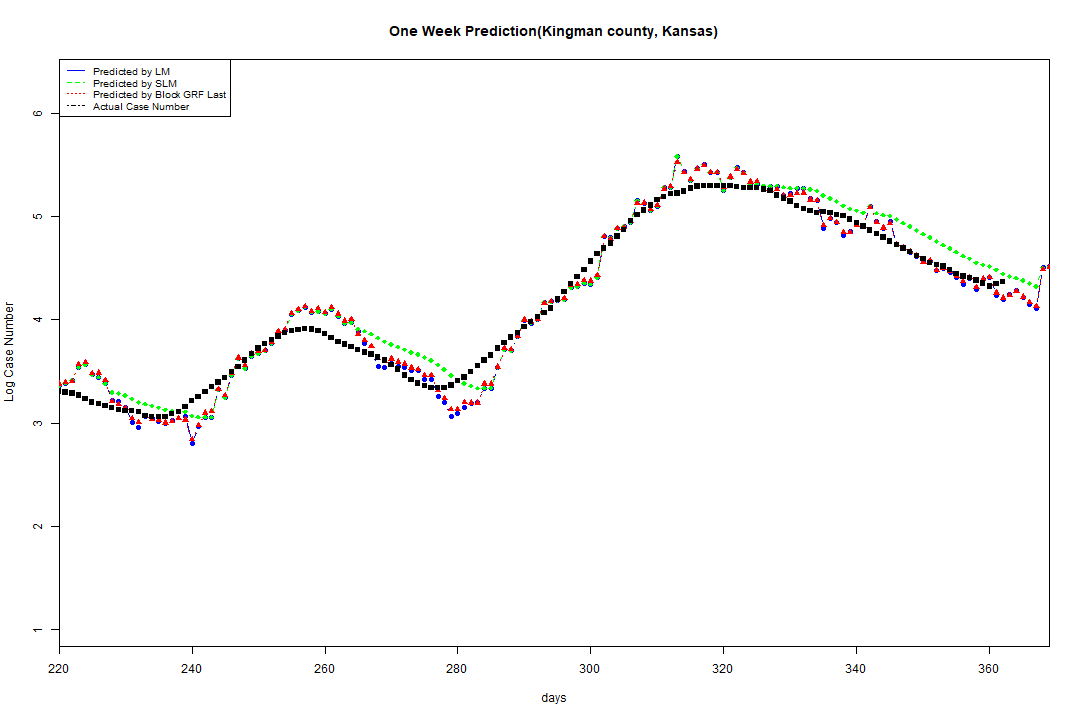 One Week Prediction(Kingman county, Kansas)
Predicted by LM
Predicted by SLM
Predicted by Block GRF Last
Actual Case Number
6
5
4
3
2
1
Log Case Number
220 240 260 280 300 320 340 360
days